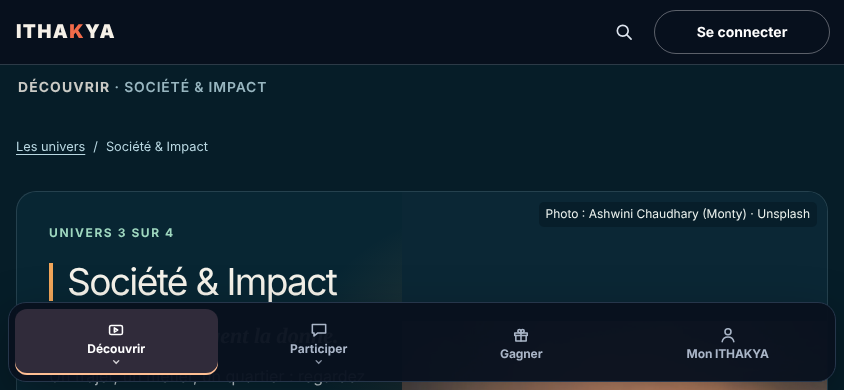 ITHAKYA
Se connecter
DÉCOUVRIR · SOCIÉTÉ & IMPACT
Les univers / Société & Impact
Photo : Ashwini Chaudhary (Monty) · Unsplash
UNIVERS 3 SUR 4
Société & Impact
Découvrir
Participer
Gagner
Mon ITHAKYA